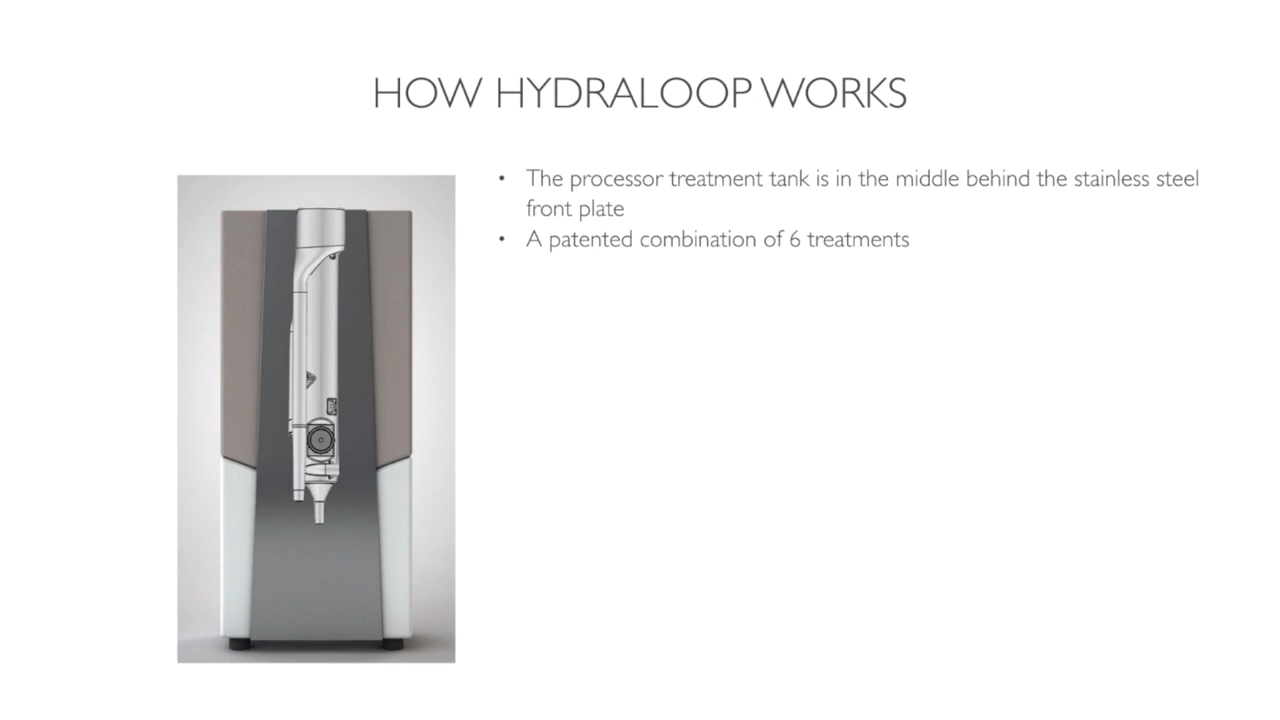 HOW HYDRALOOP WORKS
• The processor treatment tank is in the middle behind the stainless steel
front plate
• A patented combination of 6 treatments